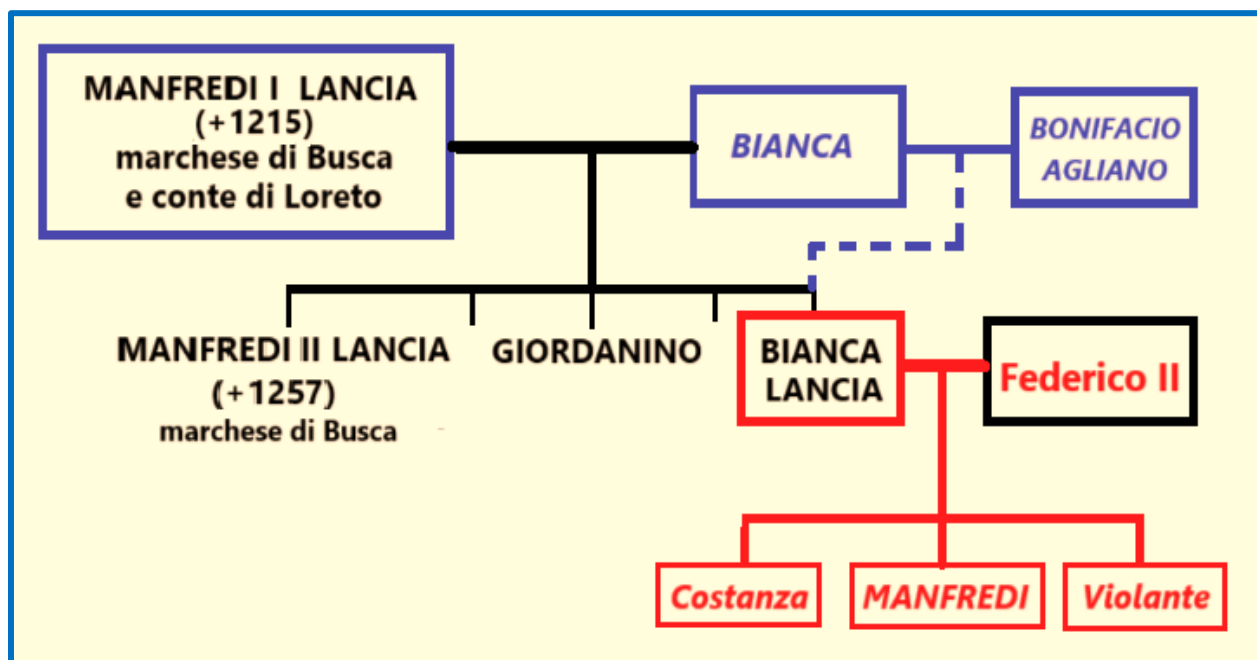 MANFREDI I LANCIA
(+1215)
marchese di Busca
e conte di Loreto
BIANCA
BONIFACIO
AGLIANO
MANFREDI II LANCIA
(+1257)
marchese di Busca
GIORDANINO
BIANCA
LANCIA
Federico II
Costanza
MANFREDI
Violante